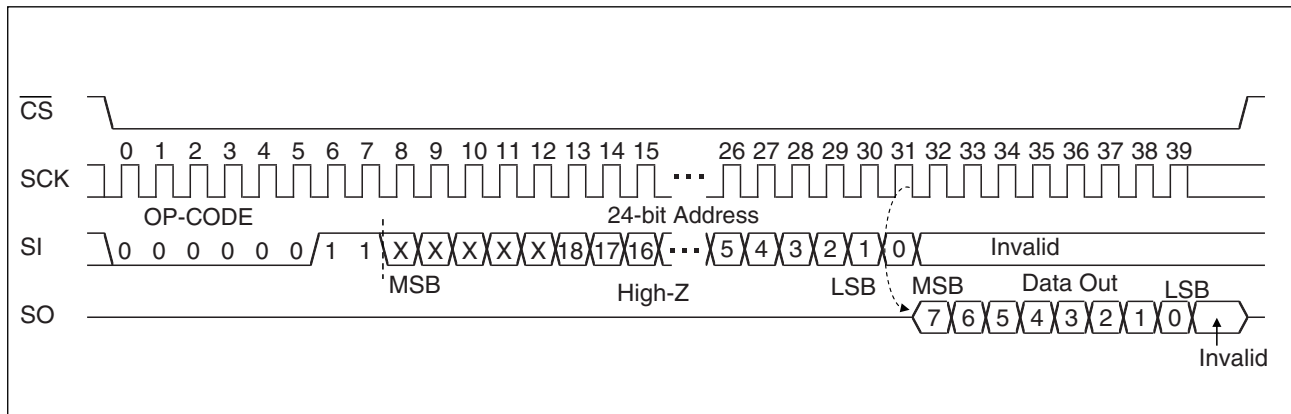 CS
0 1 2 3 4 5 6 7 8 9 10 11 12 13 14 15 26 27 28 29 30 31 32 33 34 35 36 37 38 39
SCK ...
OP-CODE 24-bit Address
SI 0 0 0 0 0 0 1 1 X X X X X 18 17 16 ... 5 4 3 2 1 0 Invalid
MSB High-Z LSB MSB Data Out LSB
SO 7 6 5 4 3 2 1 0
Invalid